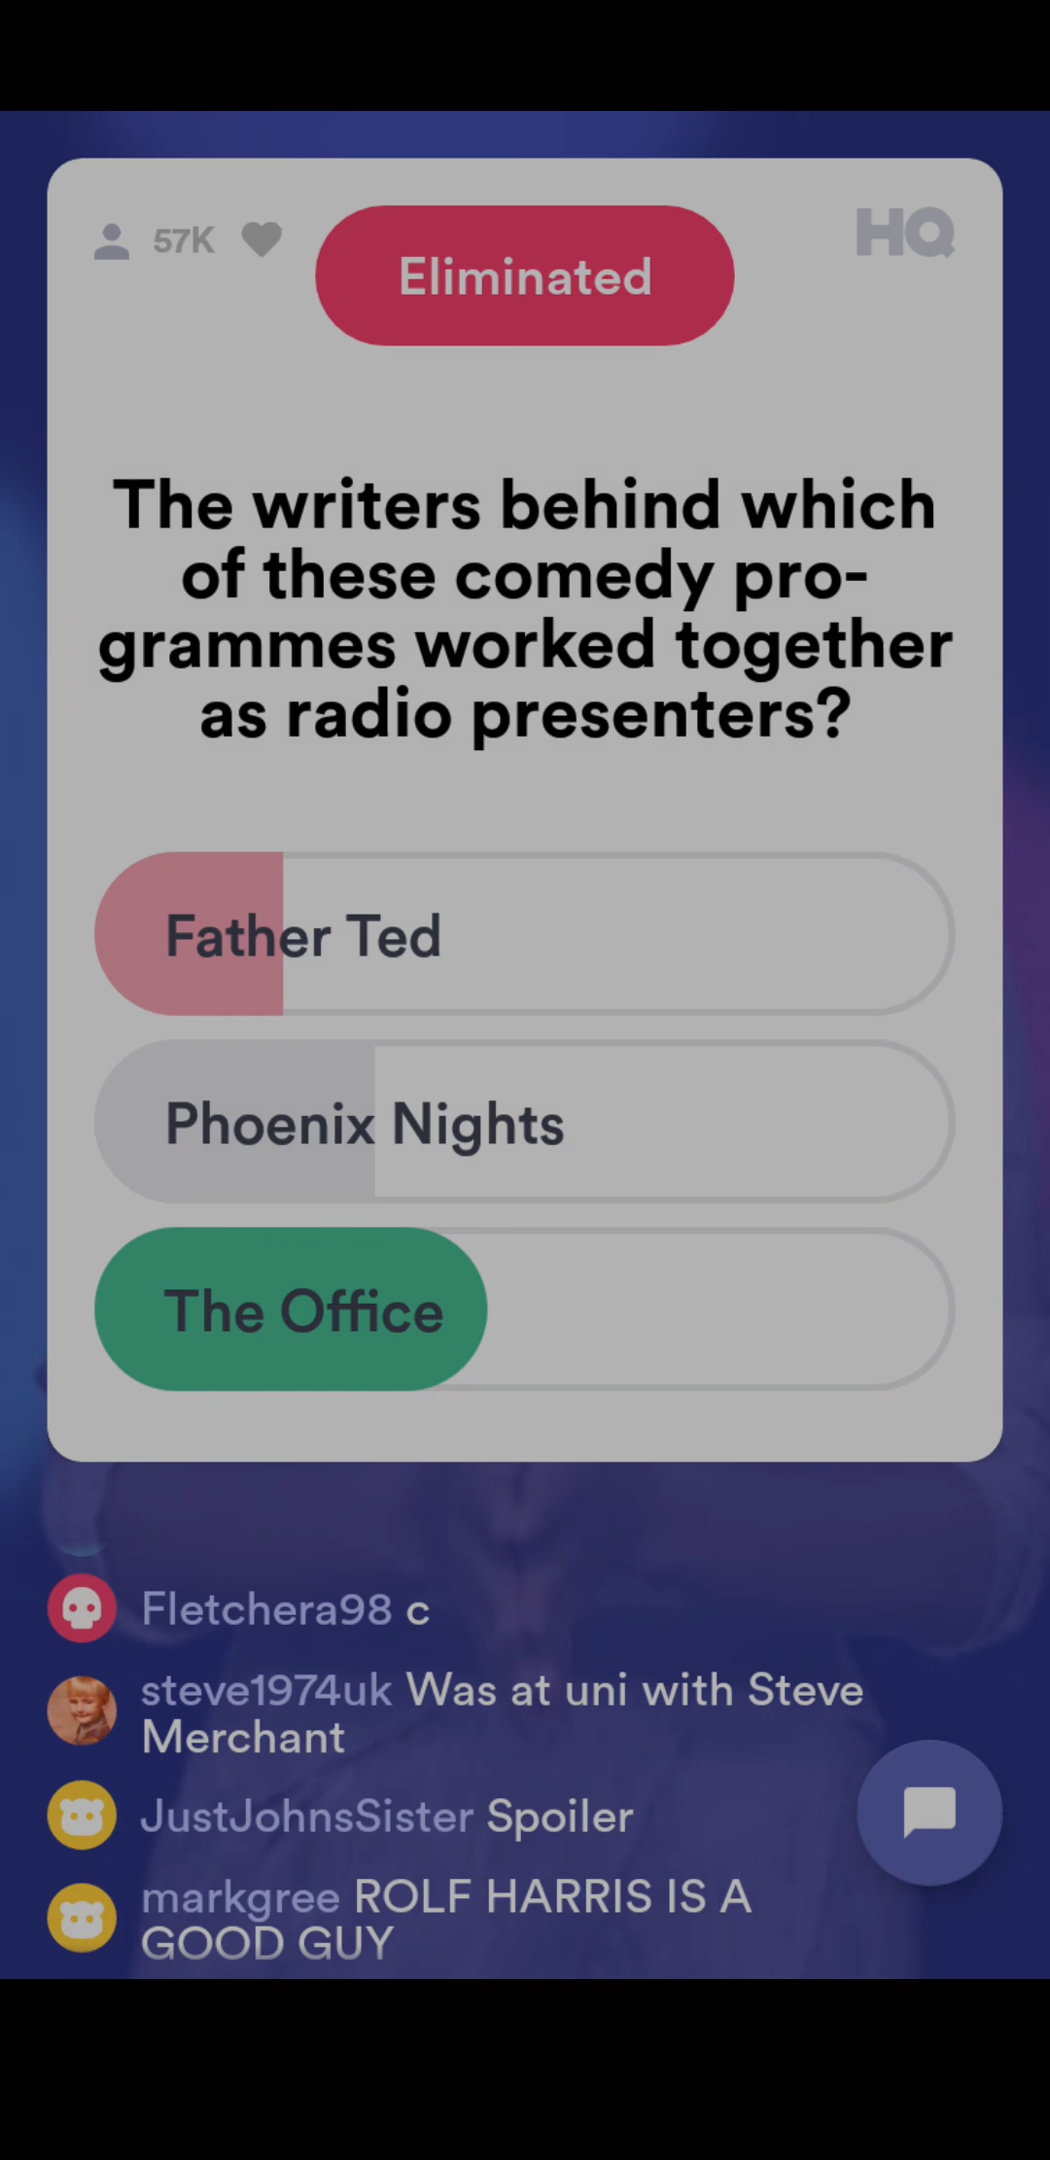 57K
Eliminated
HQ
The writers behind which
of these comedy pro-
grammes worked together
as radio presenters?
Father Ted
Phoenix Nights
The Office
Fletchera98 c
steve1974uk Was at uni with Steve
Merchant
JustJohnsSister Spoiler
markgree ROLF HARRIS IS A
GOOD GUY